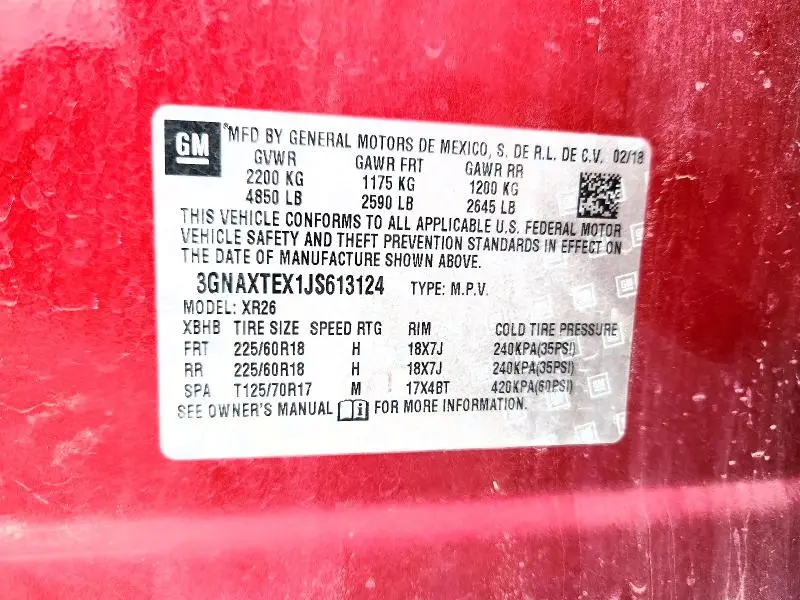 GM
®MFD BY GENERAL MOTORS DE MEXICO, S. DE R.L. DE C.V. 02/18
GVWR GAWR FRT GAWR RR
2200 KG 1175 KG 1200 KG
4850 LB 2590 LB 2645 LB
THIS VEHICLE CONFORMS TO ALL APPLICABLE U.S. FEDERAL MOTOR
VEHICLE SAFETY AND THEFT PREVENTION STANDARDS IN EFFECT ON
THE DATE OF MANUFACTURE SHOWN ABOVE.
3GNAXTEX1JS613124 TYPE: M.P.V.
MODEL: XR26
XBHB TIRE SIZE SPEED RTG RIM COLD TIRE PRESSURE
FRT 225/60R18 H 18X7J 240KPA(35PSI)
RR 225/60R18 H 18X7J 240KPA(35PSI)
SPA T125/70R17 M 17X4BT 420KPA(60PSI)
SEE OWNER'S MANUAL i FOR MORE INFORMATION.